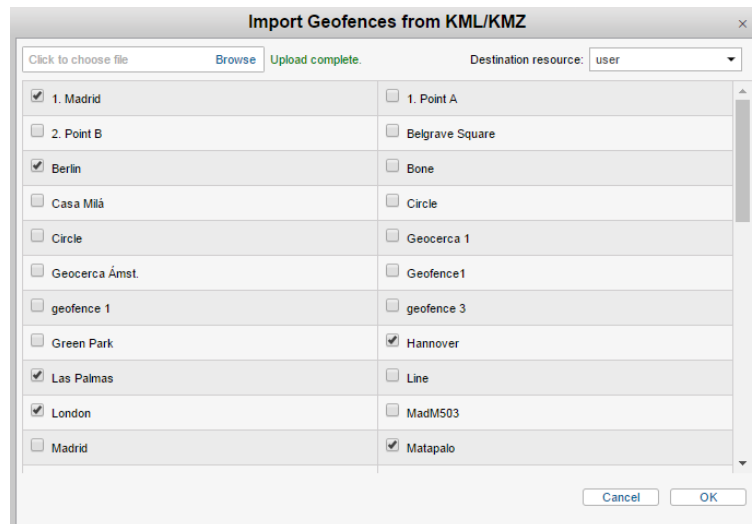 Import Geofences from KML/KMZ
Click to choose file Browse Upload complete. Destination resource: user
1. Madrid 1. Point A
2. Point B Belgrave Square
Berlin Bone
Casa Milá Circle
Circle Geocerca 1
Geocerca Ámst. Geofence1
geofence 1 geofence 3
Green Park Hannover
Las Palmas Line
London MadM503
Madrid Matapalo
Cancel OK